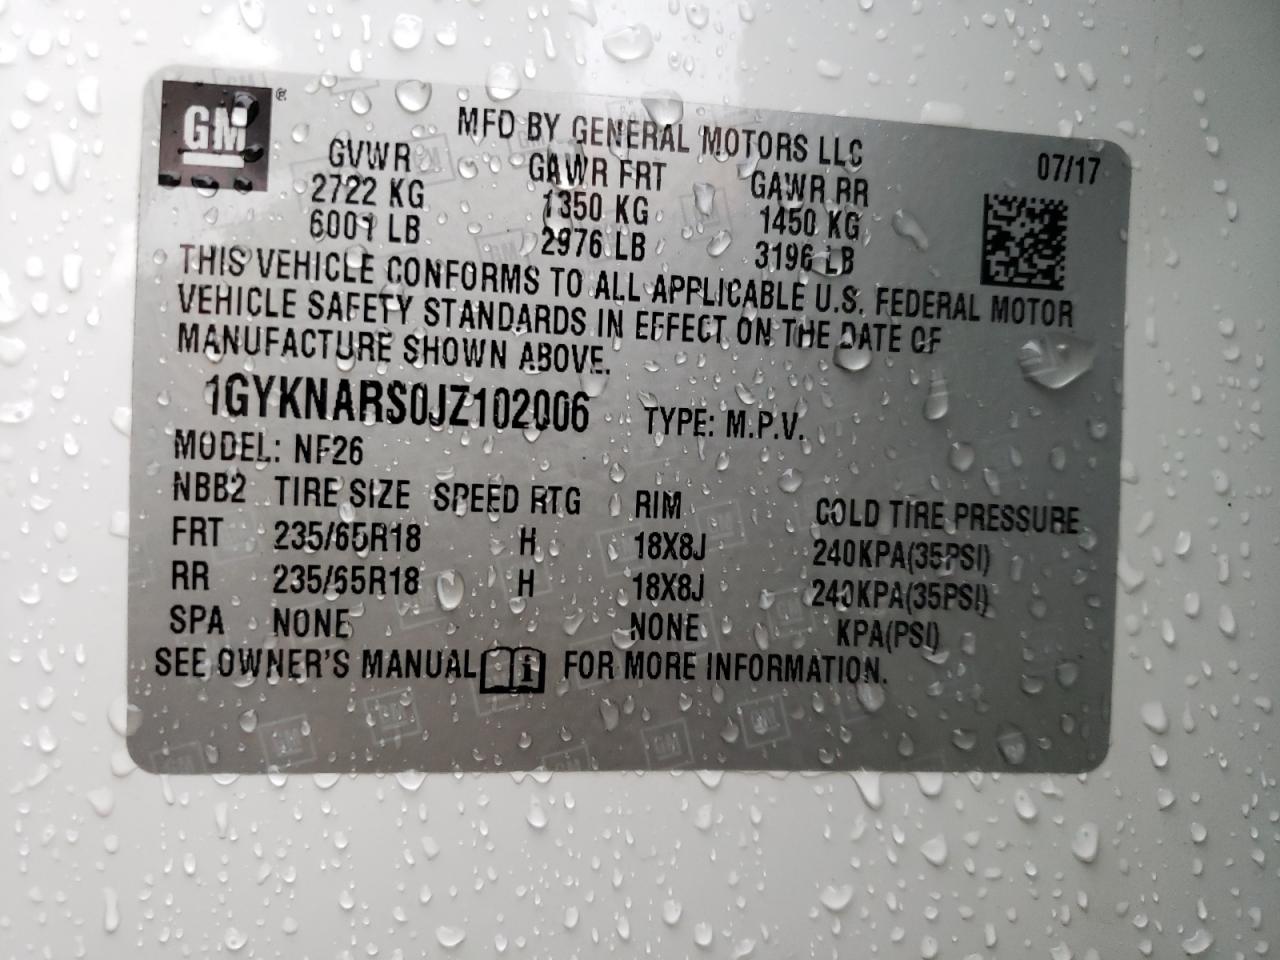 GM®
MFD BY GENERAL MOTORS LLC
07/17
GVWR GAWR FRT GAWR RR
2722 KG 1350 KG 1450 KG
6001 LB 2976 LB 3196 LB
THIS VEHICLE CONFORMS TO ALL APPLICABLE U.S. FEDERAL MOTOR
VEHICLE SAFETY STANDARDS IN EFFECT ON THE DATE OF
MANUFACTURE SHOWN ABOVE.
1GYKNARS0JZ102006 TYPE: M.P.V.
MODEL: NF26
NBB2 TIRE SIZE SPEED RTG RIM COLD TIRE PRESSURE
FRT 235/65R18 H 18X8J 240KPA(35PSI)
RR 235/65R18 H 18X8J 240KPA(35PSI)
SPA NONE NONE KPA(PSI)
SEE OWNER'S MANUAL i FOR MORE INFORMATION.